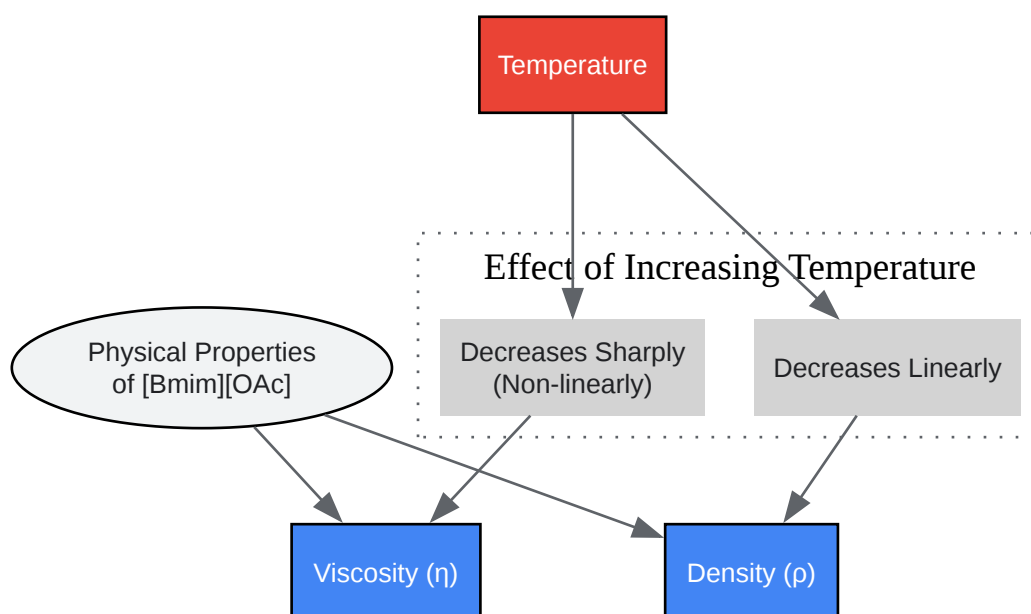 Temperature
Effect of Increasing Temperature
Physical Properties
of [Bmim][OAc]
Decreases Sharply
(Non-linearly)
Decreases Linearly
Viscosity (η)
Density (ρ)